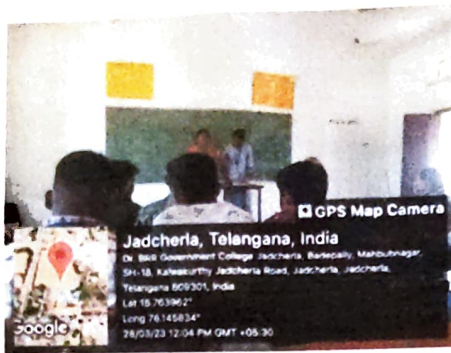 GPS Map Camera
Jadcherla, Telangana, India
Dr. BRR Government College Jadcherla, Badepally, Mahbubnagar,
SH-18, Kalwakurthy Jadcherla Road, Jadcherla, Jadcherla,
Telangana 509301, India
Lat 16.763962°
Long 78.145834°
28/03/23 12:04 PM GMT +05:30
Google